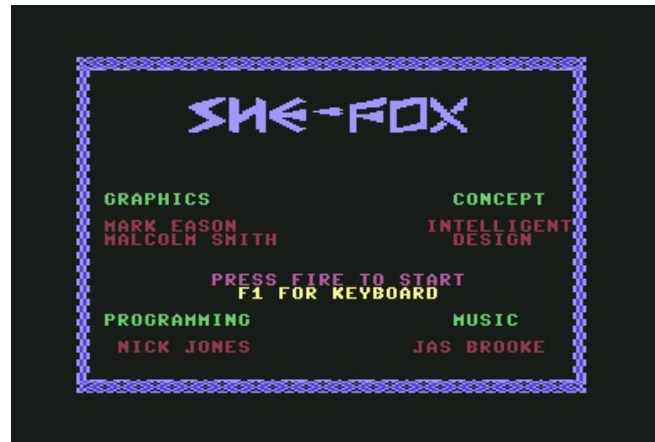 SHE-FOX
GRAPHICS CONCEPT
MARK EASON INTELLIGENT
MALCOLM SMITH DESIGN
PRESS FIRE TO START
F1 FOR KEYBOARD
PROGRAMMING MUSIC
NICK JONES JAS BROOKE